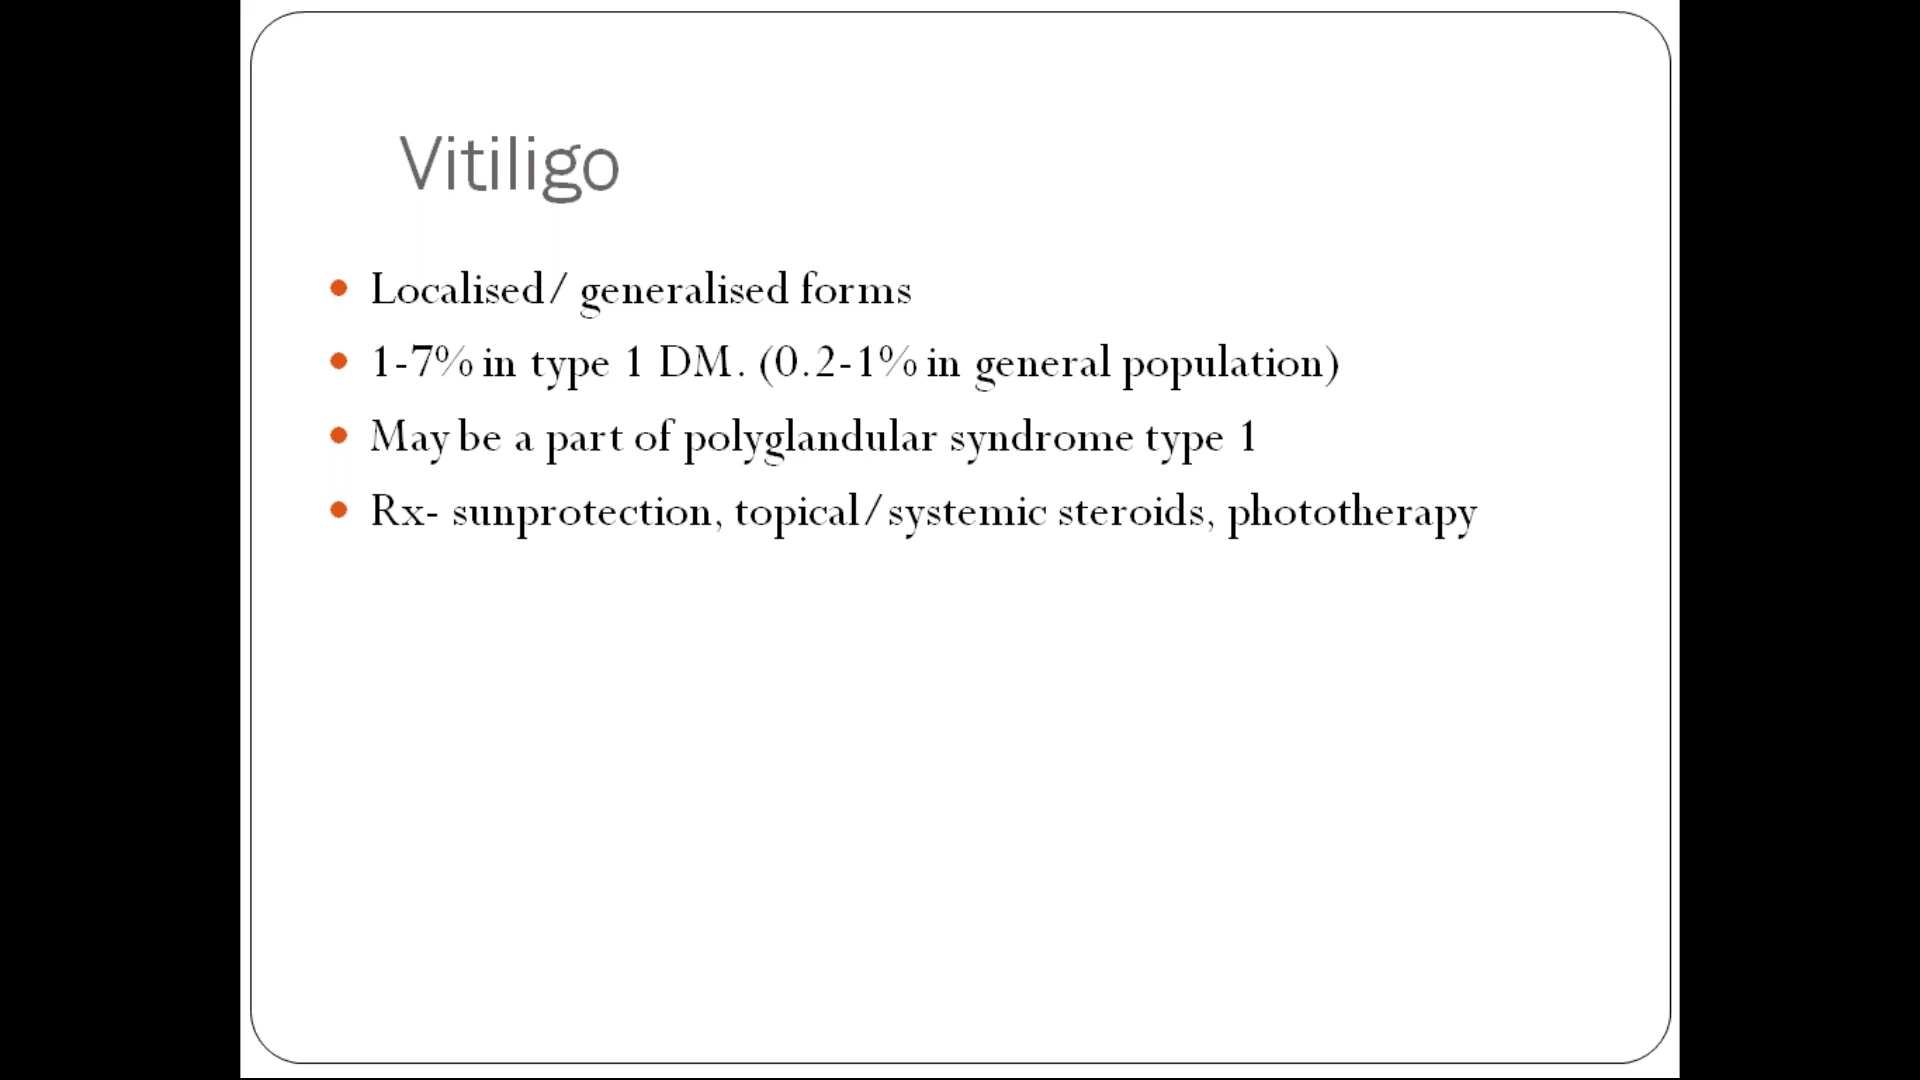 Vitiligo
Localised/ generalised forms
1-7% in type 1 DM. (0.2-1% in general population)
May be a part of polyglandular syndrome type 1
Rx- sunprotection, topical/systemic steroids, phototherapy